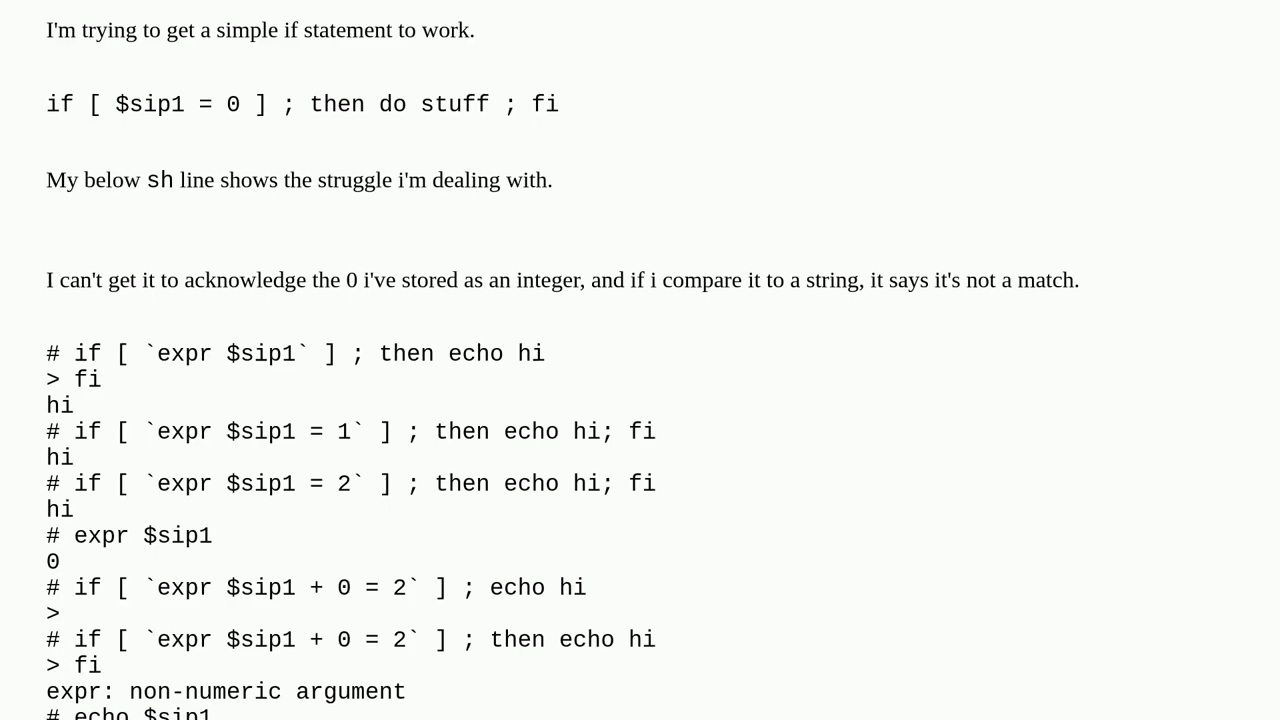 I'm trying to get a simple if statement to work.
if [ $sip1 = 0 ] ; then do stuff ; fi
My below sh line shows the struggle i'm dealing with.
I can't get it to acknowledge the 0 i've stored as an integer, and if i compare it to a string, it says it's not a match.
# if [ `expr $sip1` ] ; then echo hi
> fi
hi
# if [ `expr $sip1 = 1` ] ; then echo hi; fi
hi
# if [ `expr $sip1 = 2` ] ; then echo hi; fi
hi
# expr $sip1
0
# if [ `expr $sip1 + 0 = 2` ] ; echo hi
>
# if [ `expr $sip1 + 0 = 2` ] ; then echo hi
> fi
expr: non-numeric argument
# echo $sip1